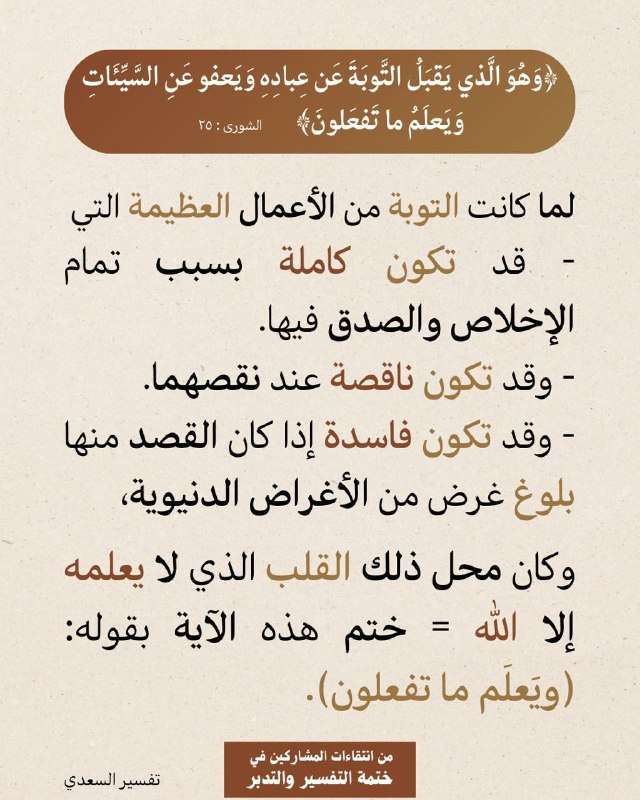 ﴿وَهُوَ الَّذي يَقبَلُ التَّوبَةَ عَن عِبادِهِ وَيَعفو عَنِ السَّيِّئَاتِ
وَيَعلَمُ ما تَفعَلونَ﴾ الشورى : ٢٥
لما كانت التوبة من الأعمال العظيمة التي
- قد تكون كاملة بسبب تمام
الإخلاص والصدق فيها.
- وقد تكون ناقصة عند نقصهما.
- وقد تكون فاسدة إذا كان القصد منها
بلوغ غرض من الأغراض الدنيوية،
وكان محل ذلك القلب الذي لا يعلمه
إلا الله = ختم هذه الآية بقوله:
(ويَعلَم ما تفعلون).
من انتقاءات المشاركين في
ختمة التفسير والتدبر
تفسير السعدي